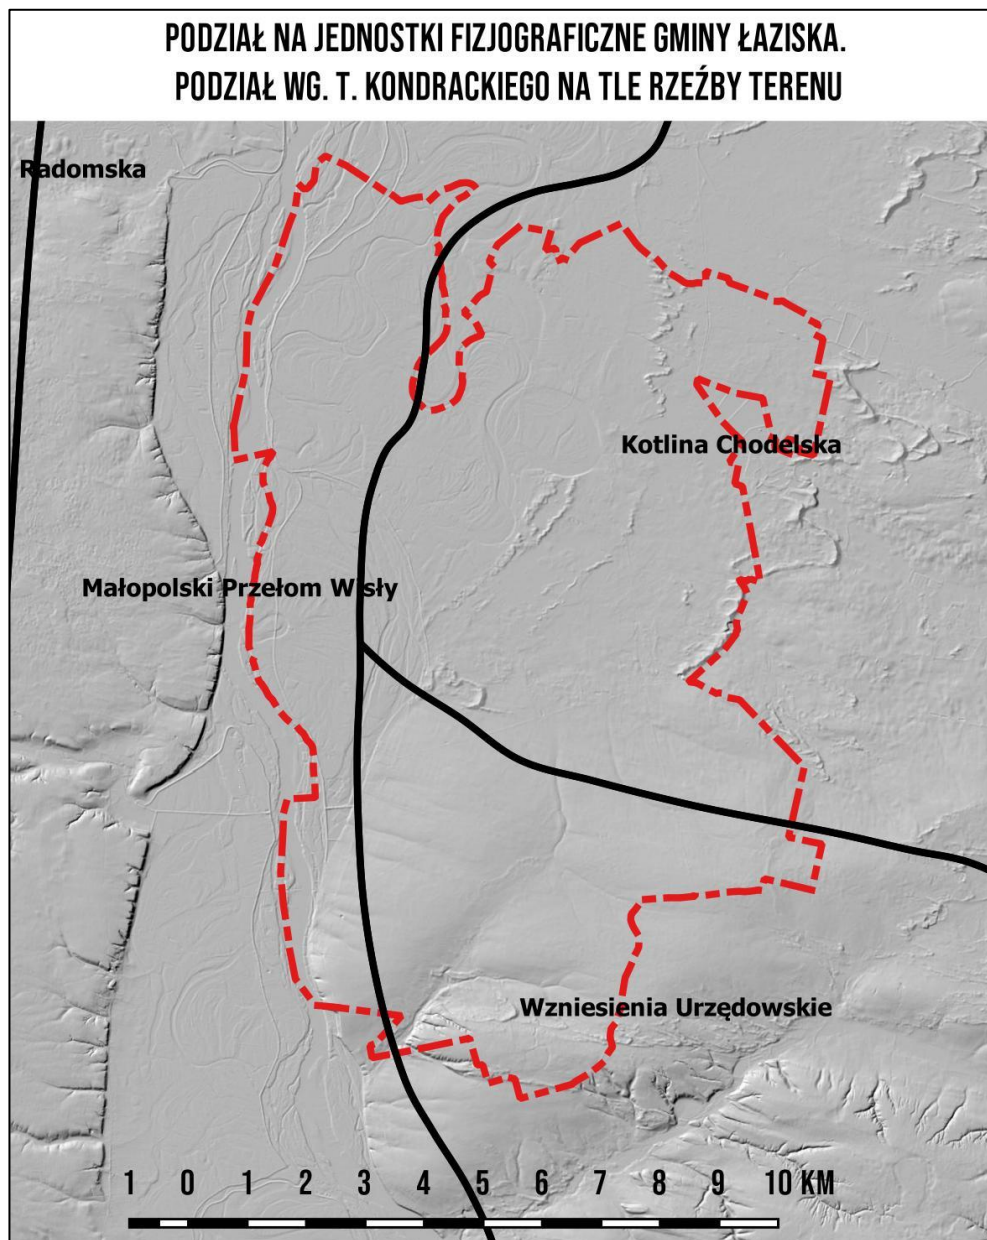 PODZIAŁ NA JEDNOSTKI FIZJOGRAFICZNE GMINY ŁAZISKA.
PODZIAŁ WG. T. KONDRACKIEGO NA TLE RZEŹBY TERENU
Radomska
Kotlina Chodelska
Małopolski Przełom Wisły
Wzniesienia Urzędowskie
1 0 1 2 3 4 5 6 7 8 9 10 KM